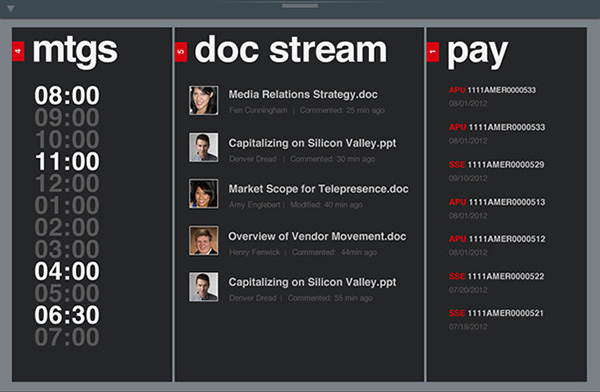 4
mtgs
08:00
09:00
10:00
11:00
12:00
01:00
02:00
03:00
04:00
05:00
06:30
07:00
5
doc stream
Media Relations Strategy.doc
Fen Cunningham | Commented: 25 min ago
Capitalizing on Silicon Valley.ppt
Denver Dread | Commented: 30 min ago
Market Scope for Telepresence.doc
Amy Englebert | Modified: 40 min ago
Overview of Vendor Movement.doc
Henry Fenwick | Commented: 44min ago
Capitalizing on Silicon Valley.ppt
Denver Dread | Commented: 55 min ago
1
pay
APU 1111AMER0000533
08/01/2012
APU 1111AMER0000533
08/01/2012
SSE 1111AMER0000529
09/10/2012
APU 1111AMER0000513
08/01/2012
APU 1111AMER0000512
08/01/2012
SSE 1111AMER0000522
07/20/2012
SSE 1111AMER0000521
07/18/2012